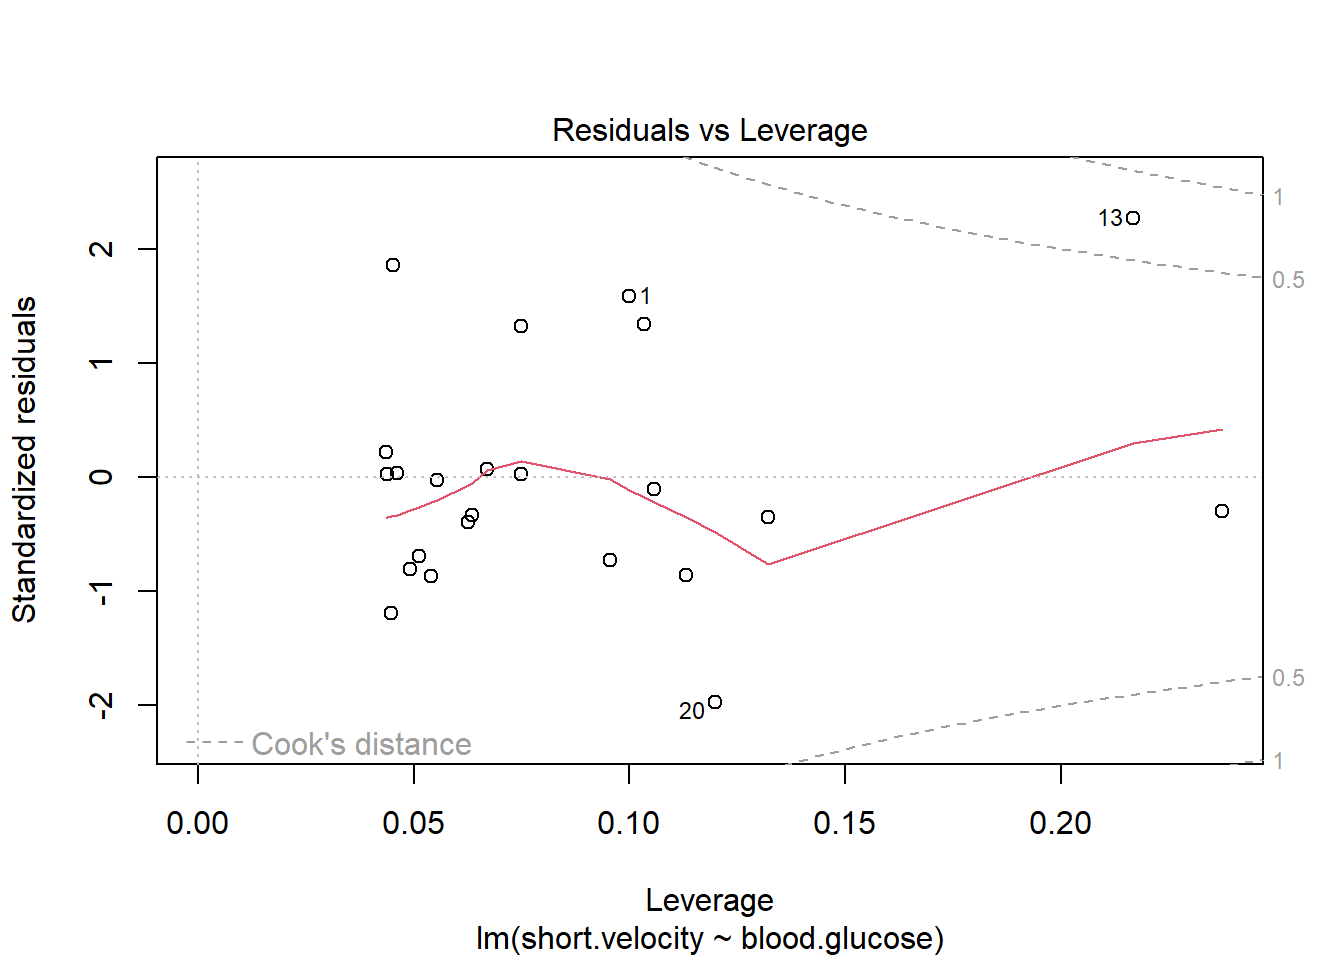 Residuals vs Leverage
Standardized residuals
2
1
0
-1
-2
13
1
20
1
0.5
0.5
1
Cook's distance
0.00 0.05 0.10 0.15 0.20
Leverage
lm(short.velocity ~ blood.glucose)